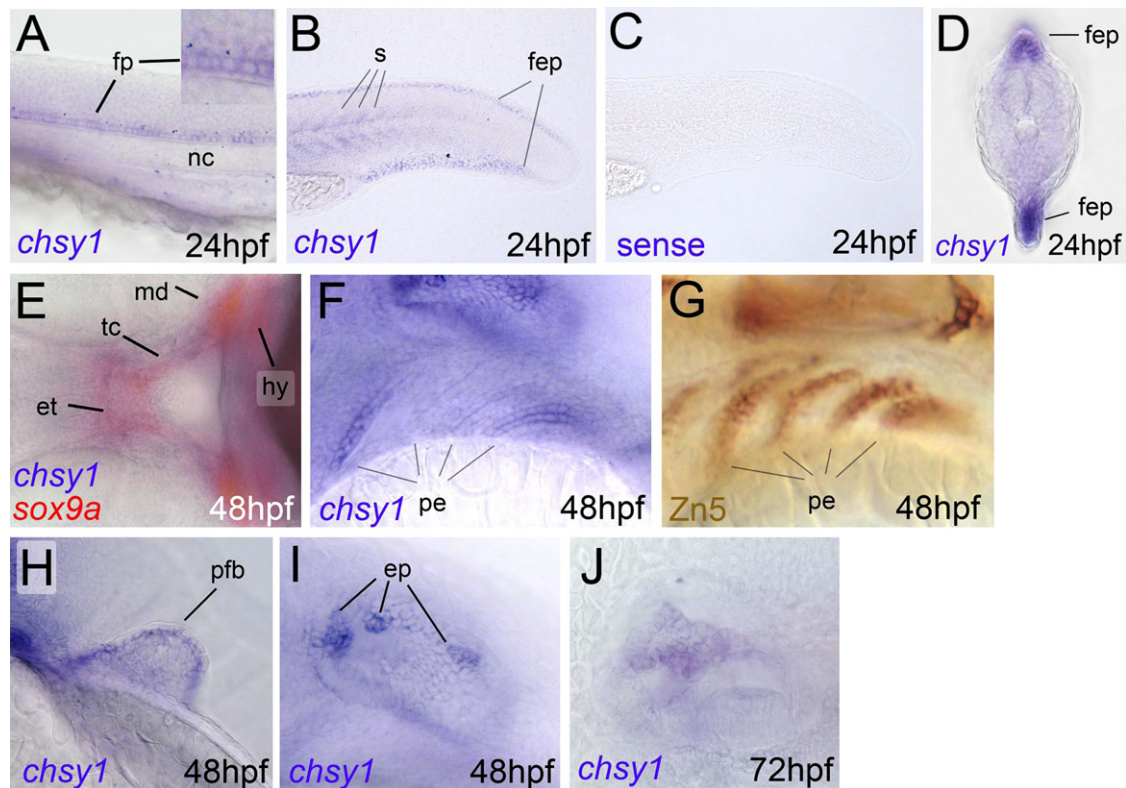 A
fp
nc
chsy1
24hpf
B
s
fep
chsy1
24hpf
C
sense
24hpf
D
fep
fep
chsy1
24hpf
E
md
tc
hy
et
chsy1
sox9a
48hpf
F
pe
chsy1
48hpf
G
pe
Zn5
48hpf
H
pfb
chsy1
48hpf
I
ep
chsy1
48hpf
J
chsy1
72hpf